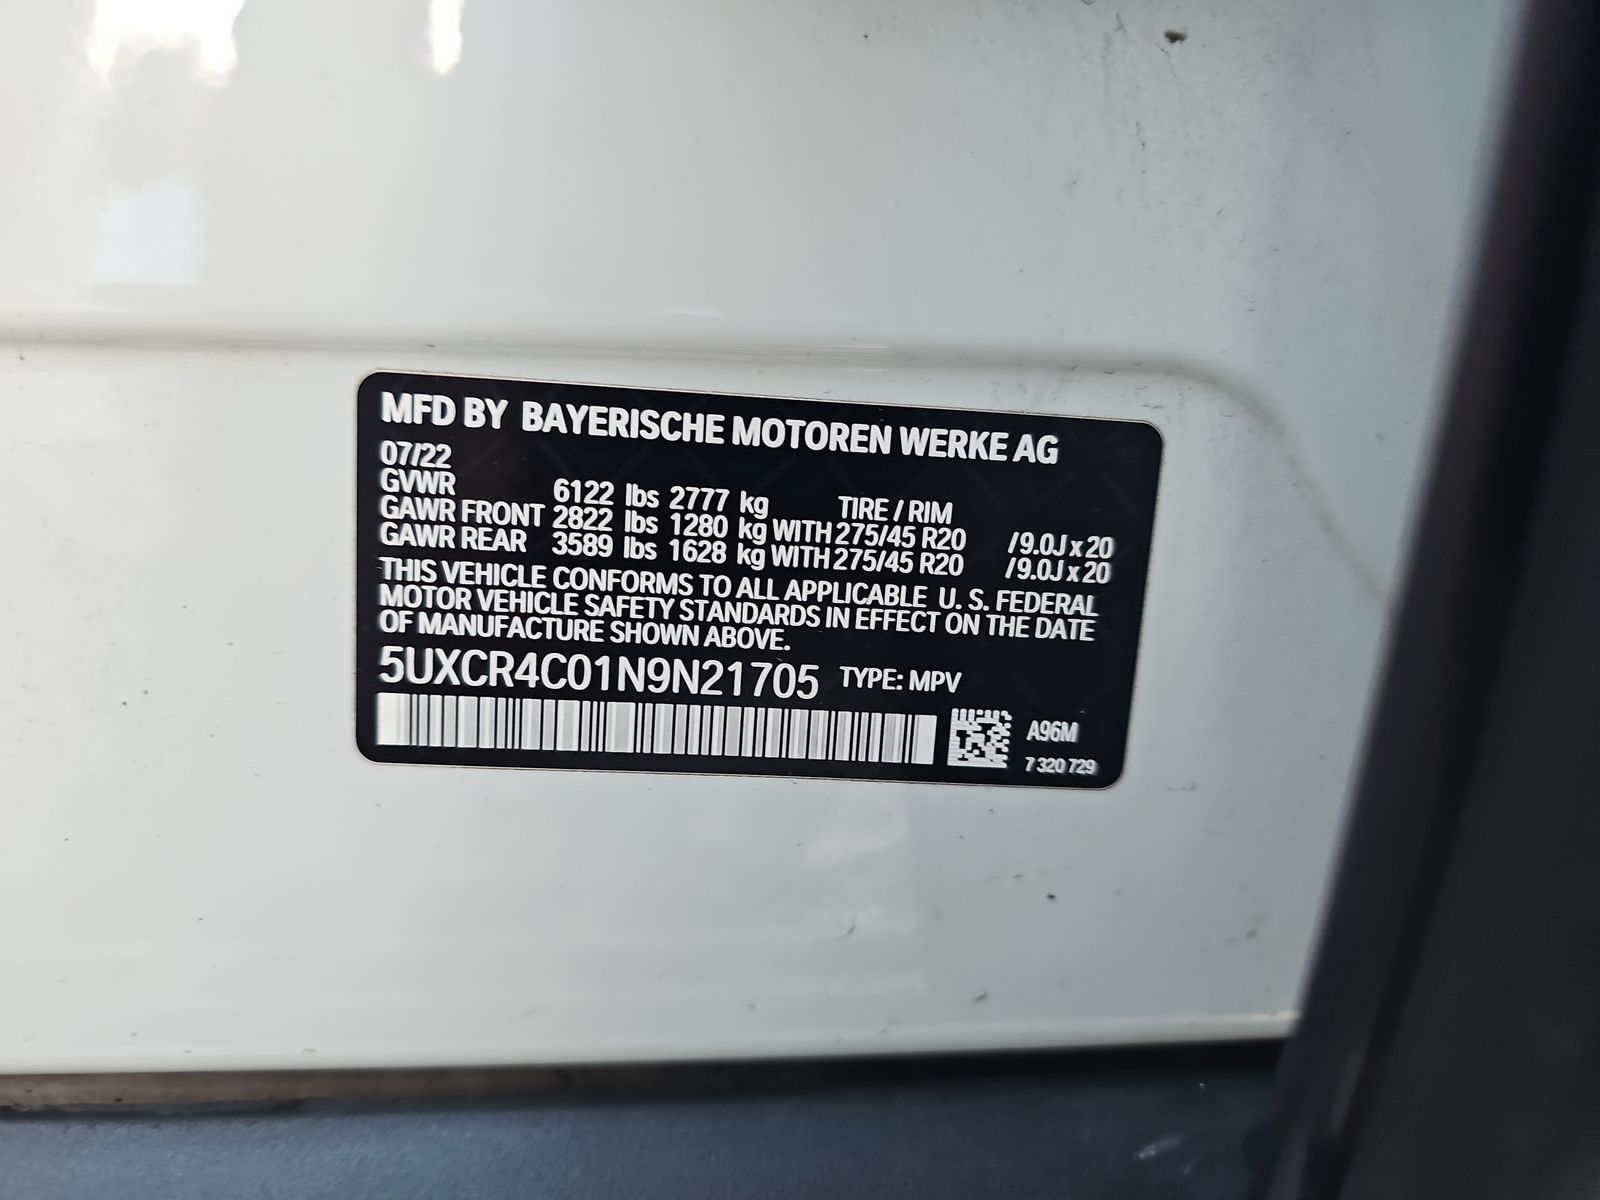 MFD BY BAYERISCHE MOTOREN WERKE AG
07/22
GVWR 6122 lbs 2777 kg TIRE / RIM
GAWR FRONT 2822 lbs 1280 kg WITH 275/45 R20 /9.0J x 20
GAWR REAR 3589 lbs 1628 kg WITH 275/45 R20 /9.0J x 20
THIS VEHICLE CONFORMS TO ALL APPLICABLE U. S. FEDERAL
MOTOR VEHICLE SAFETY STANDARDS IN EFFECT ON THE DATE
OF MANUFACTURE SHOWN ABOVE.
5UXCR4C01N9N21705 TYPE: MPV
A96M
7 320 729